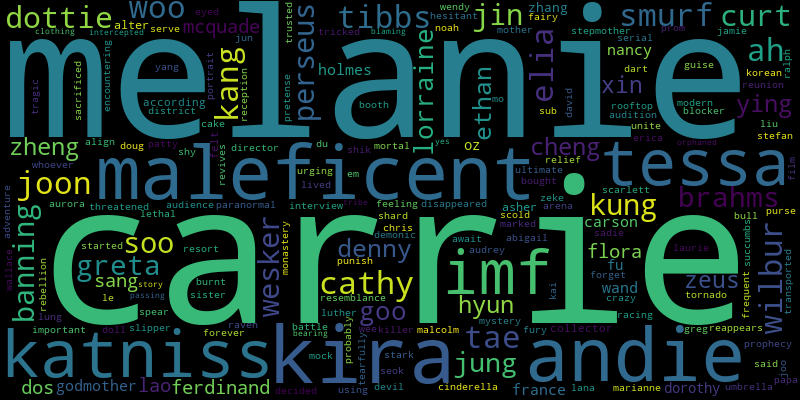 dottie alter woo eyed serve mcquade tibbs jin wendy hesitant noah zhang fairy mother stepmother smurf prom curt jamie
clothing intercepted jun trusted tricked blaming nancy guise ah
melanie
tragic sacrificed encountering yang according district portrait kang reception perseus pretense holmes booth lorraine ethan mo elia sub david dart xin rooftop audition modern blocker korean reunion ralph ying liu
zheng align doug patty cake shy felt revives director du shik mortal yes oz cheng relief unite erica orphaned stefan film
whoever joon maleficent urging lived em ultimate bought tessa
aurora threatened lethal audience paranormal feeling disappeared asher zeke arena scarlett kung brahms purse
adventure banning started resort interview shard chris demonic scold marked abigail carson sadie bull
carrie
wallace rebellion soo wesker monastery denny punish await audrey flora fu laurie succumbs wilbur transported
greta burnt sang sister le story passing spear cathy resemblance imf kai wand forget crazy zeus tornado frequent
lung important doll slipper forever raven battle bearing luther probably goo weekiller malcolm hyun mystery fury collector racing greg reappears prophecy
katniss kira mock tearfully stark tae jung andie said joo
dos godmother lao ferdinand decided using seok devil cinderella france lana marianne dorothy umbrella papa